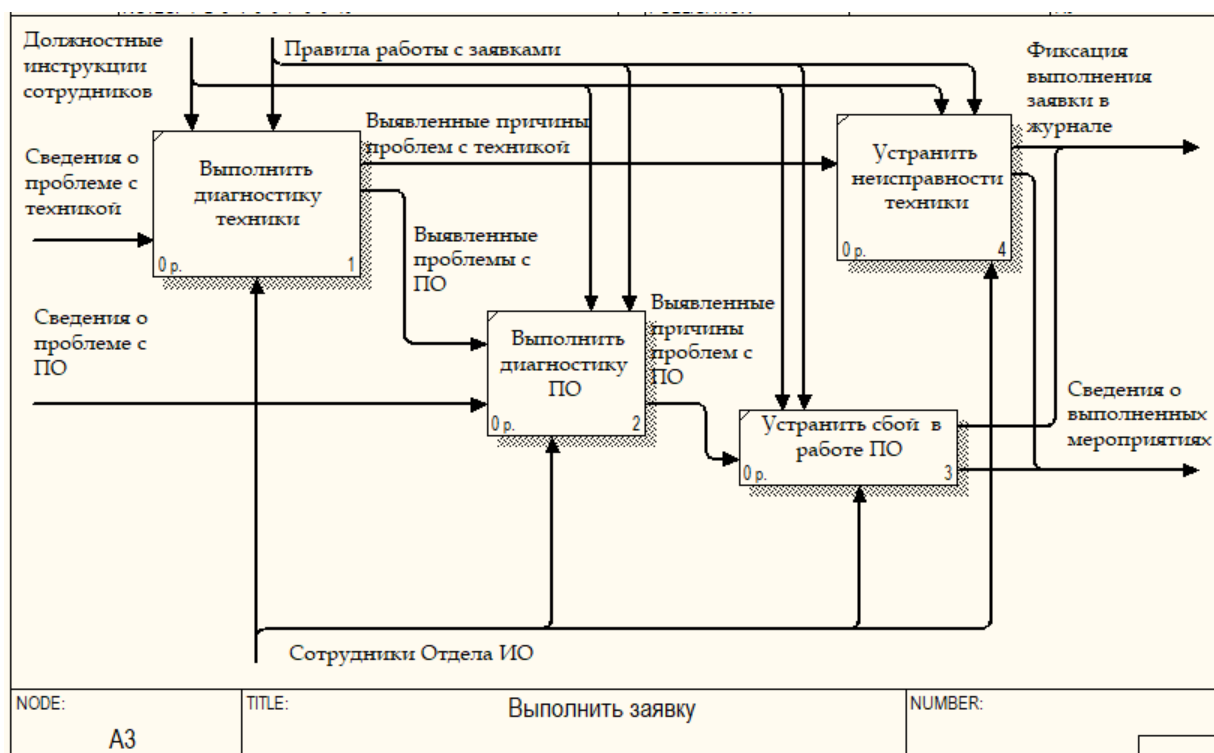 Должностные
инструкции
сотрудников
Правила работы с заявками
Фиксация
выполнения
заявки в
журнале
Сведения о
проблеме с
техникой
Выполнить
диагностику
техники
0 р.
1
Выявленные причины
проблем с техникой
Устранить
неисправности
техники
0 р.
4
Выявленные
проблемы с
ПО
Сведения о
проблеме с
ПО
Выполнить
диагностику
ПО
0 р.
2
Выявленные
причины
проблем с
ПО
Устранить сбой в
работе ПО
0 р.
3
Сведения о
выполненных
мероприятиях
Сотрудники Отдела ИО
NODE:
A3
TITLE:
Выполнить заявку
NUMBER: